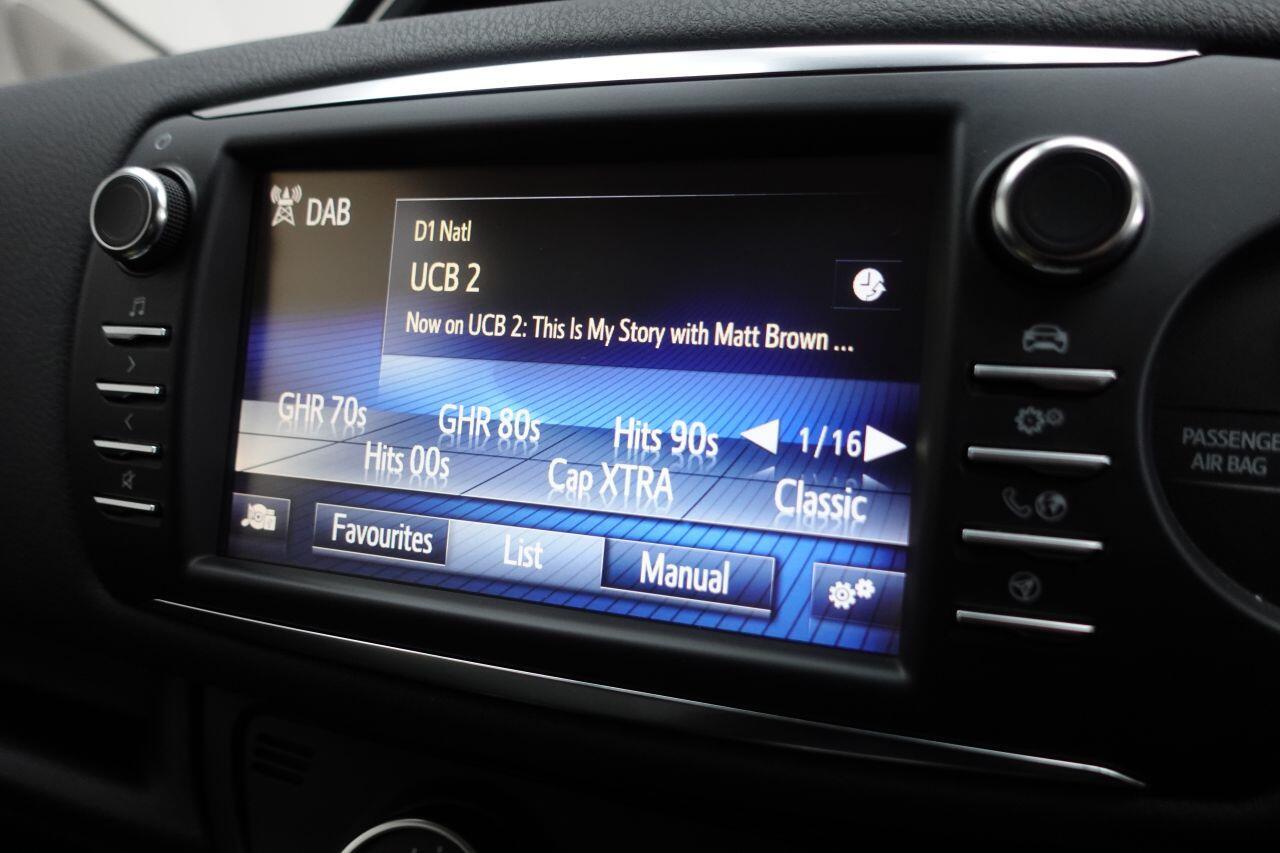 DAB
D1 Natl
UCB 2
Now on UCB 2: This Is My Story with Matt Brown ...
GHR 70s GHR 80s Hits 90s 1/16
Hits 00s Cap XTRA Classic
Favourites List Manual
PASSENGE
AIR BAG